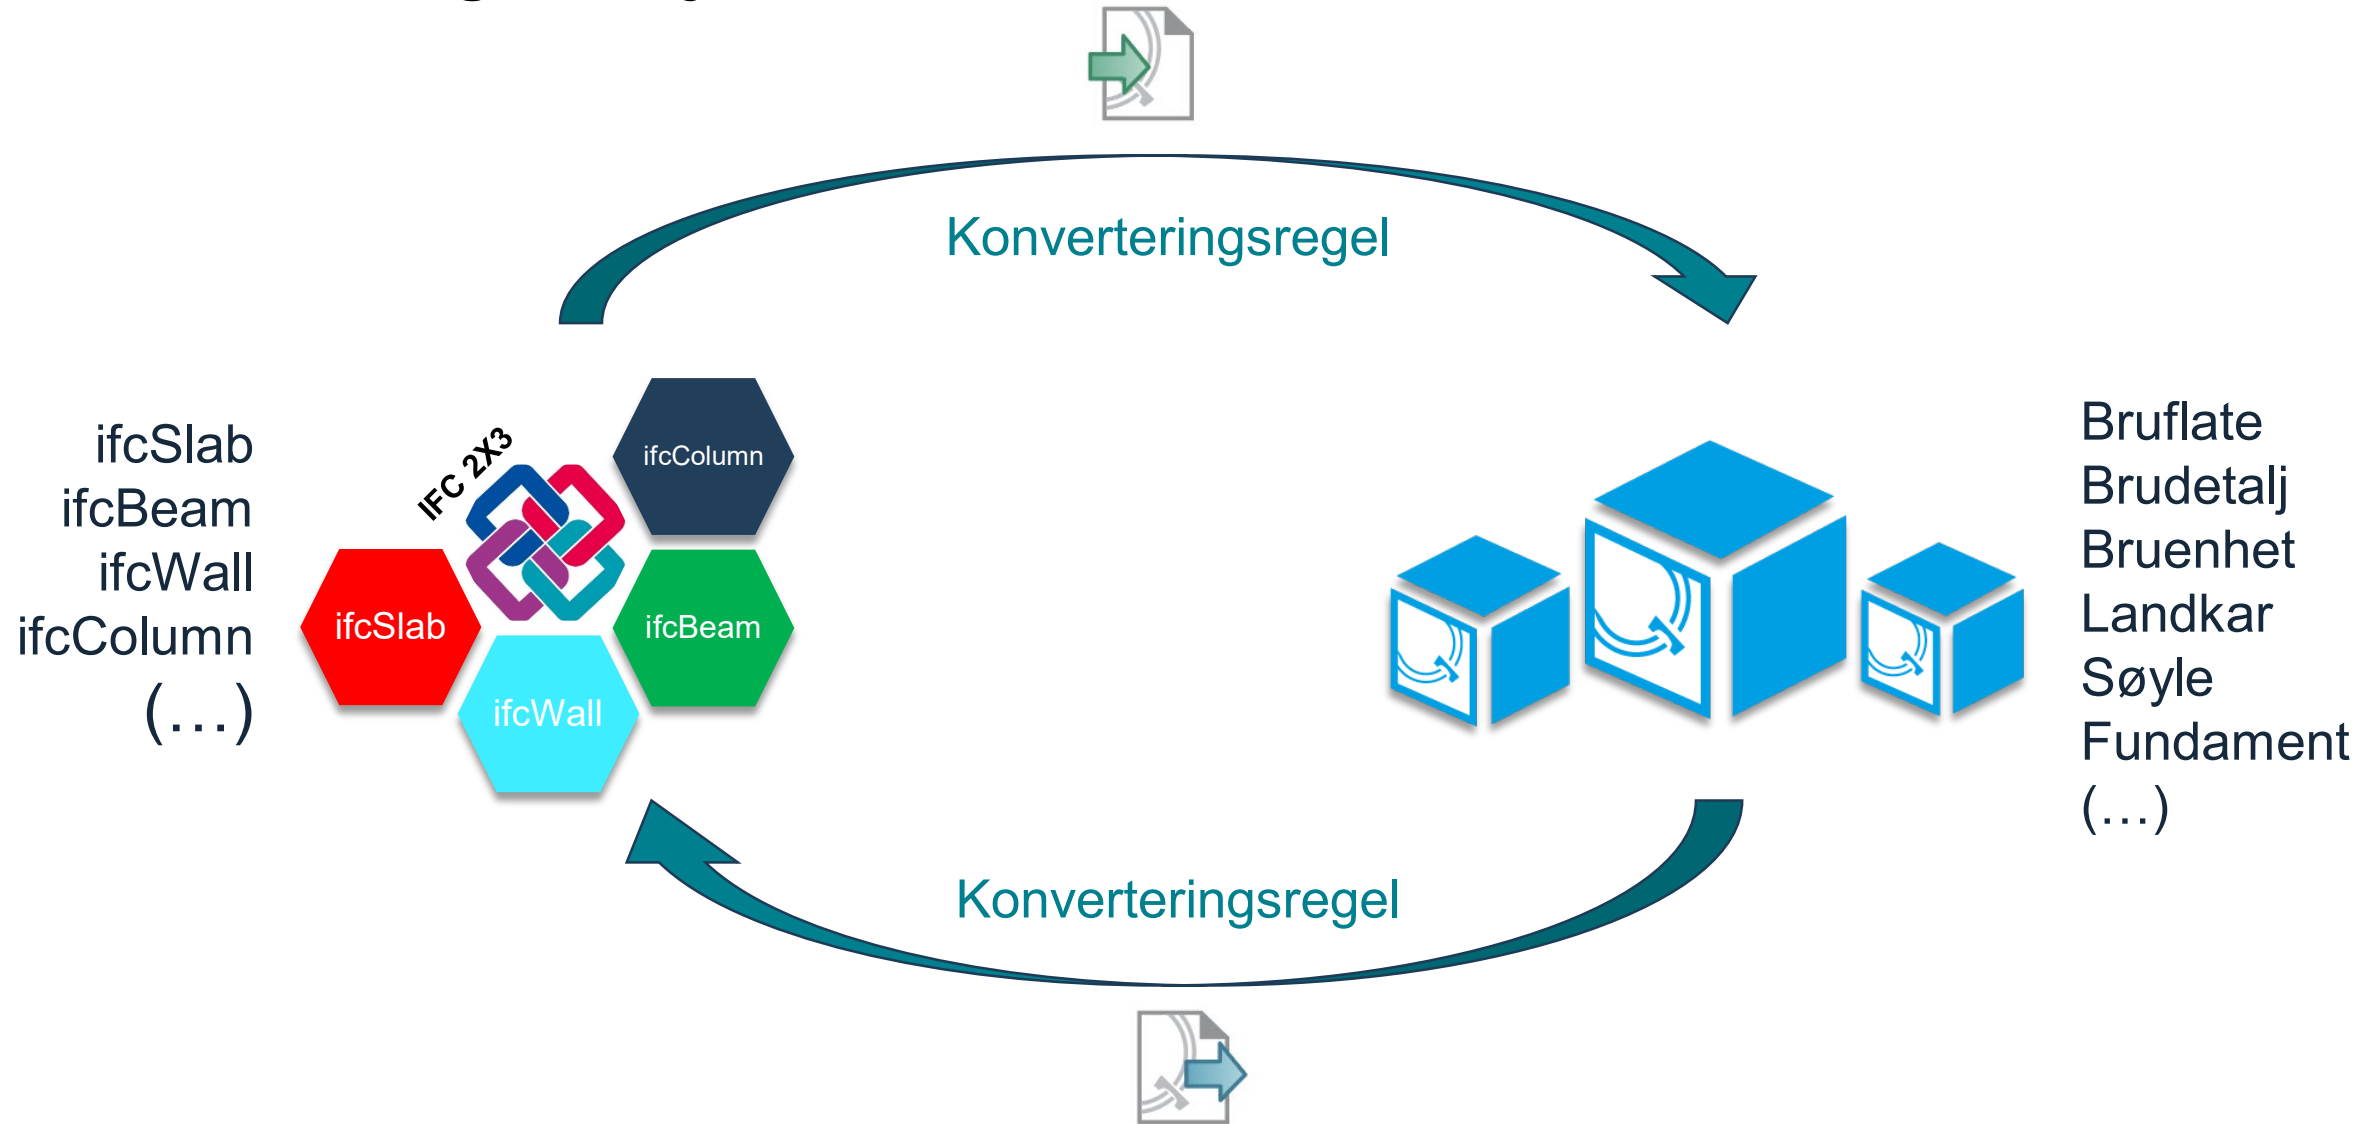 Konverteringsregel
ifcSlab
ifcBeam
ifcWall
ifcColumn
(...)
IFC 2X3
ifcColumn
ifcSlab
ifcBeam
ifcWall
Bruflate
Brudetalj
Bruenhet
Landkar
Søyle
Fundament
(...)
Konverteringsregel